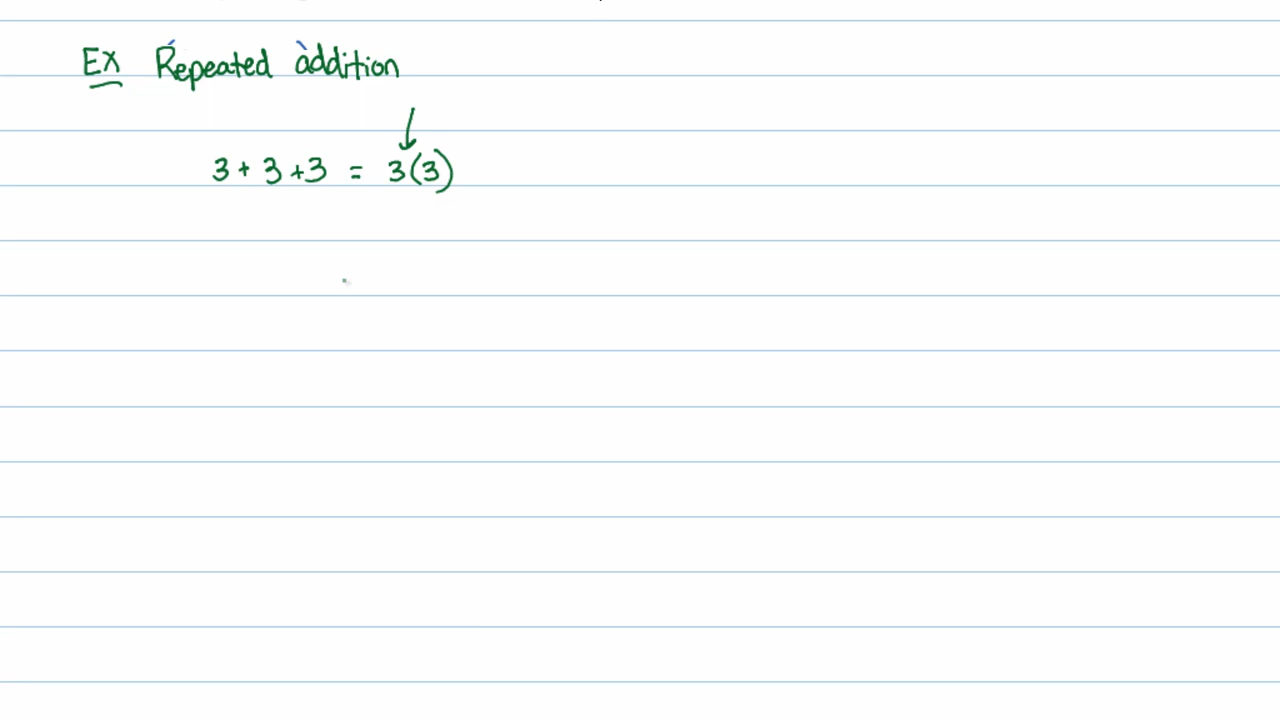 Ex Repeated addition
3 + 3 + 3 = 3(3)